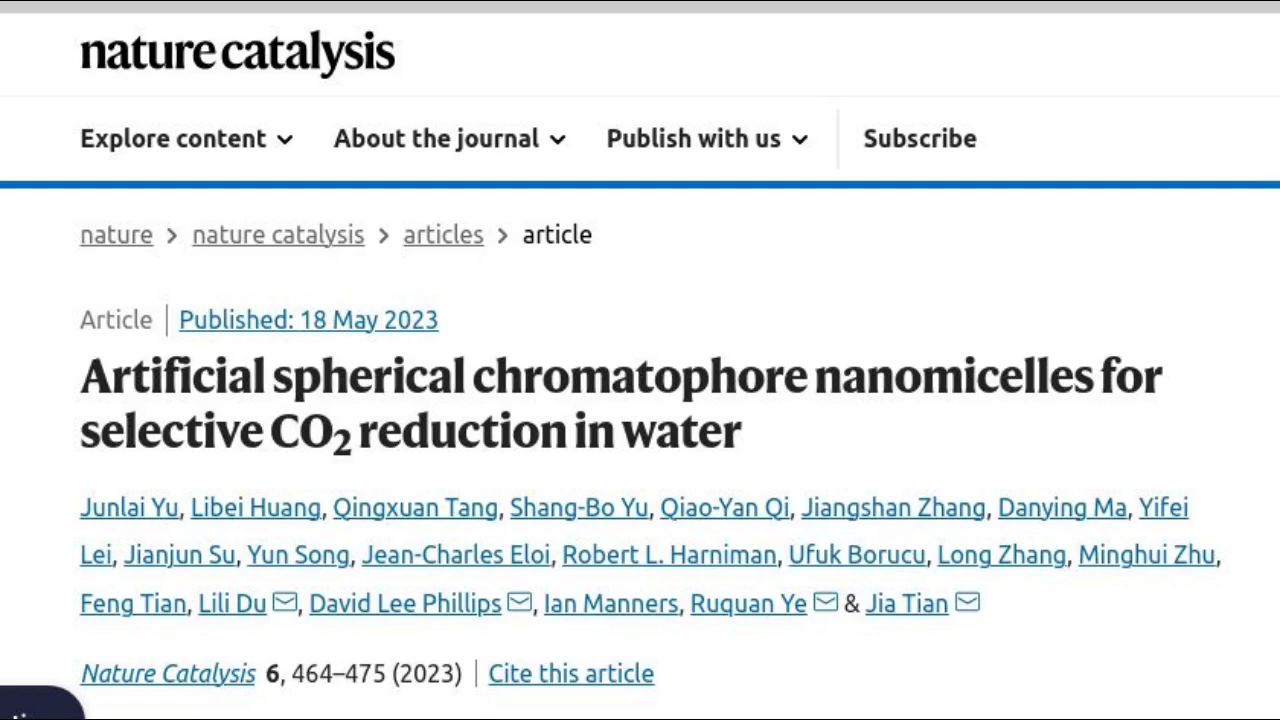 nature catalysis
Explore content About the journal Publish with us Subscribe
nature > nature catalysis > articles > article
Article | Published: 18 May 2023
Artificial spherical chromatophore nanomicelles for
selective CO₂ reduction in water
Junlai Yu, Libei Huang, Qingxuan Tang, Shang-Bo Yu, Qiao-Yan Qi, Jiangshan Zhang, Danying Ma, Yifei
Lei, Jianjun Su, Yun Song, Jean-Charles Eloi, Robert L. Harniman, Ufuk Borucu, Long Zhang, Minghui Zhu,
Feng Tian, Lili Du, David Lee Phillips, Ian Manners, Ruquan Ye & Jia Tian
Nature Catalysis 6, 464–475 (2023) | Cite this article